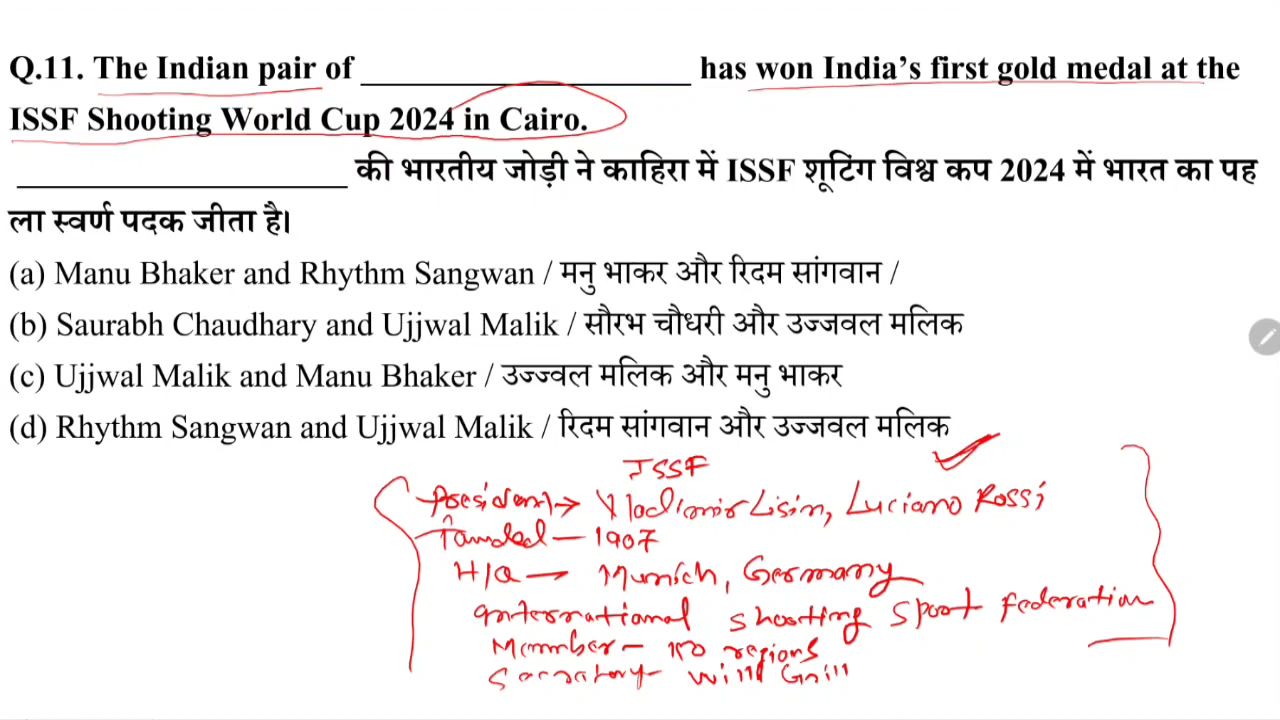 Q.11. The Indian pair of ____________________ has won India’s first gold medal at the
ISSF Shooting World Cup 2024 in Cairo.
____________________ की भारतीय जोड़ी ने काहिरा में ISSF शूटिंग विश्व कप 2024 में भारत का पह
ला स्वर्ण पदक जीता है।
(a) Manu Bhaker and Rhythm Sangwan / मनु भाकर और रिदम सांगवान /
(b) Saurabh Chaudhary and Ujjwal Malik / सौरभ चौधरी और उज्जवल मलिक
(c) Ujjwal Malik and Manu Bhaker / उज्ज्वल मलिक और मनु भाकर
(d) Rhythm Sangwan and Ujjwal Malik / रिदम सांगवान और उज्जवल मलिक
ISSF
President → Vladimir Lisin, Luciano Rossi
Founded – 1907
H/Q → Munich, Germany
International shooting sport federation
Member – regions